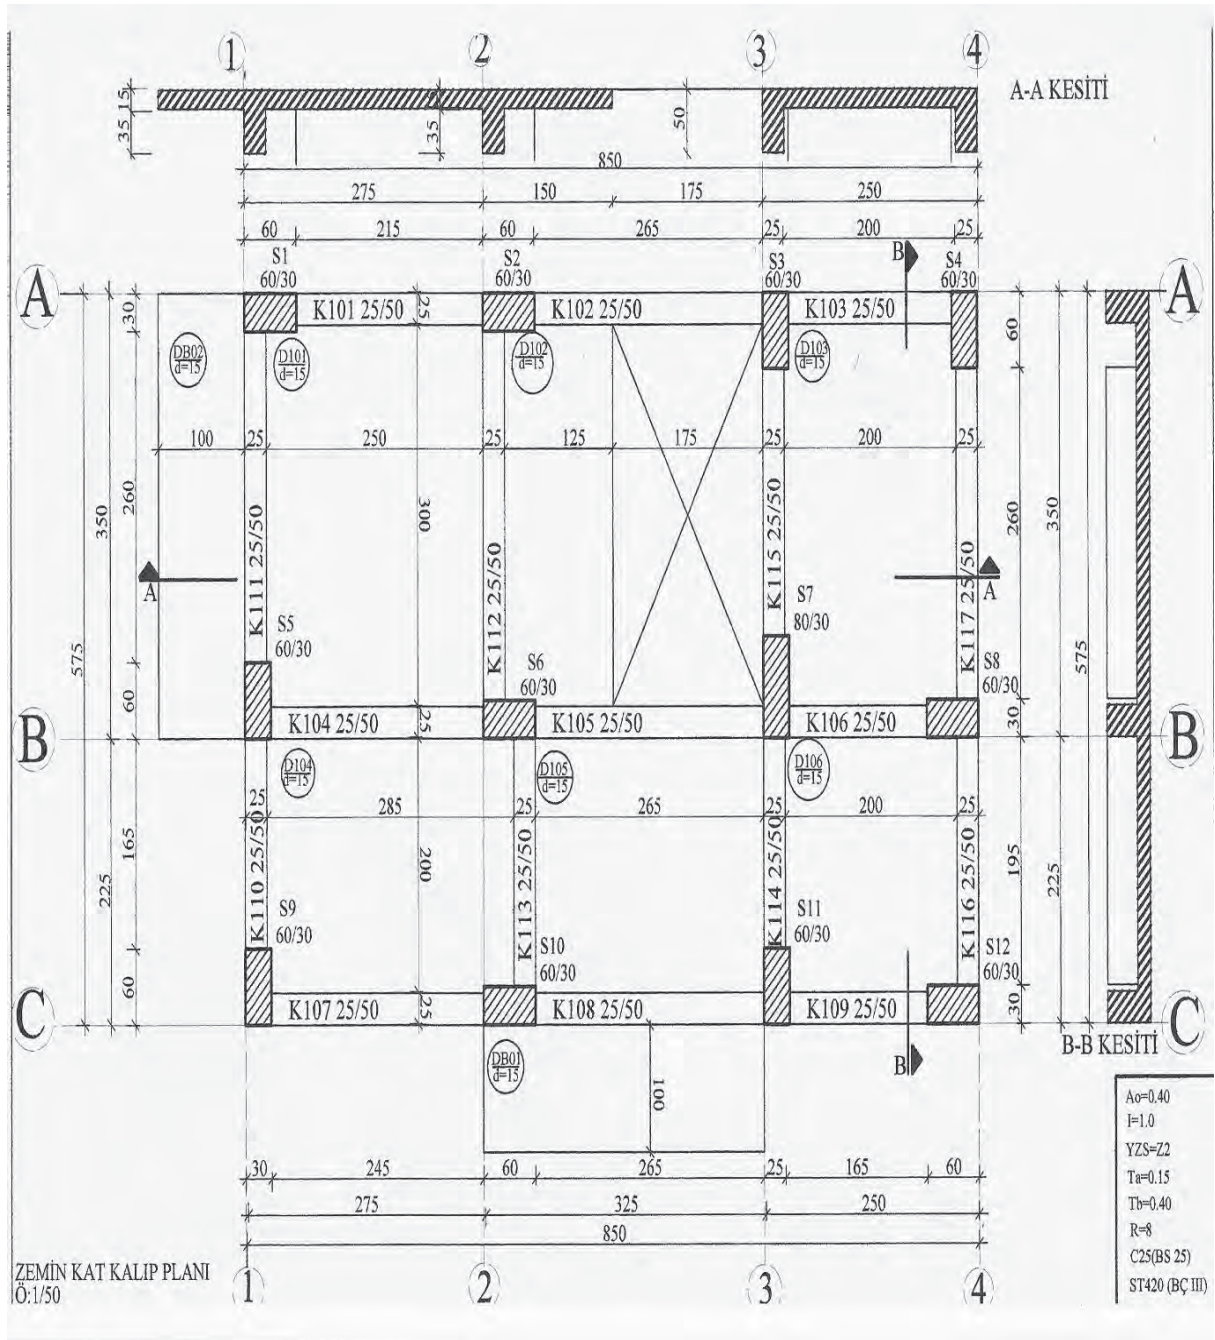 1 2 3 4
A-A KESİTİ
15
35
15
35
50
850
275 150 175 250
60 215 60 265 25 200 25
S1
60/30
S2
60/30
S3
60/30
B
S4
60/30
A
A
30
K101 25/50
25
K102 25/50
K103 25/50
60
DB02
d=15
D101
d=15
D102
d=15
D103
d=15
100 25 250 25 125 175 25 200 25
575
350
260
K111 25/50
300
K112 25/50
K115 25/50
K117 25/50
260
350
575
A
A
S5
60/30
S6
60/30
S7
80/30
S8
60/30
60
30
B
K104 25/50
25
K105 25/50
K106 25/50
B
D104
d=15
D105
d=15
D106
d=15
25 285 25 265 25 200 25
225
165
K110 25/50
200
K113 25/50
K114 25/50
K116 25/50
195
225
S9
60/30
S10
60/30
S11
60/30
S12
60/30
60
30
C
K107 25/50
25
K108 25/50
K109 25/50
C
B-B KESİTİ
DB01
d=15
B
100
30 245 60 265 25 165 60
275 325 250
850
1 2 3 4
ZEMİN KAT KALIP PLANI
Ö:1/50
Ao=0.40
I=1.0
YZS=Z2
Ta=0.15
Tb=0.40
R=8
C25(BS 25)
ST420 (BÇ III)